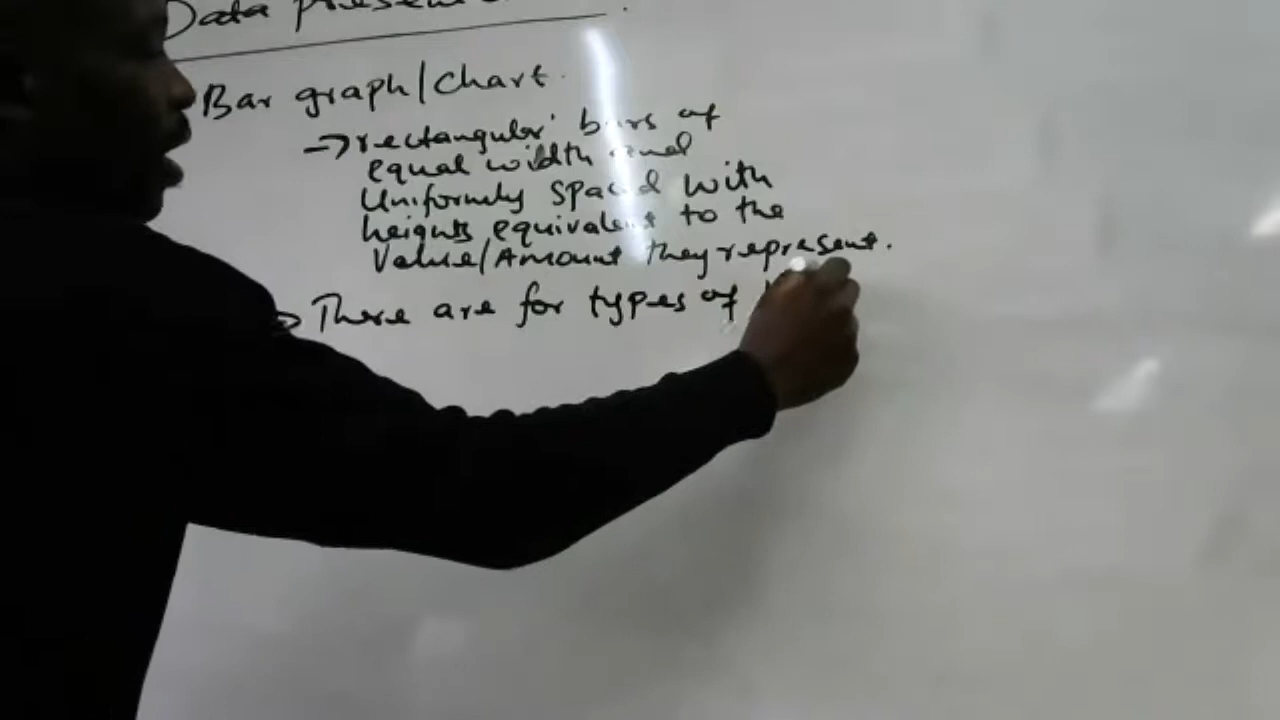 Data
Bar graph/Chart.
→ rectangular bars of
equal width and
Uniformly spaced with
heights equivalent to the
Value/Amount they represent.
There are for types of